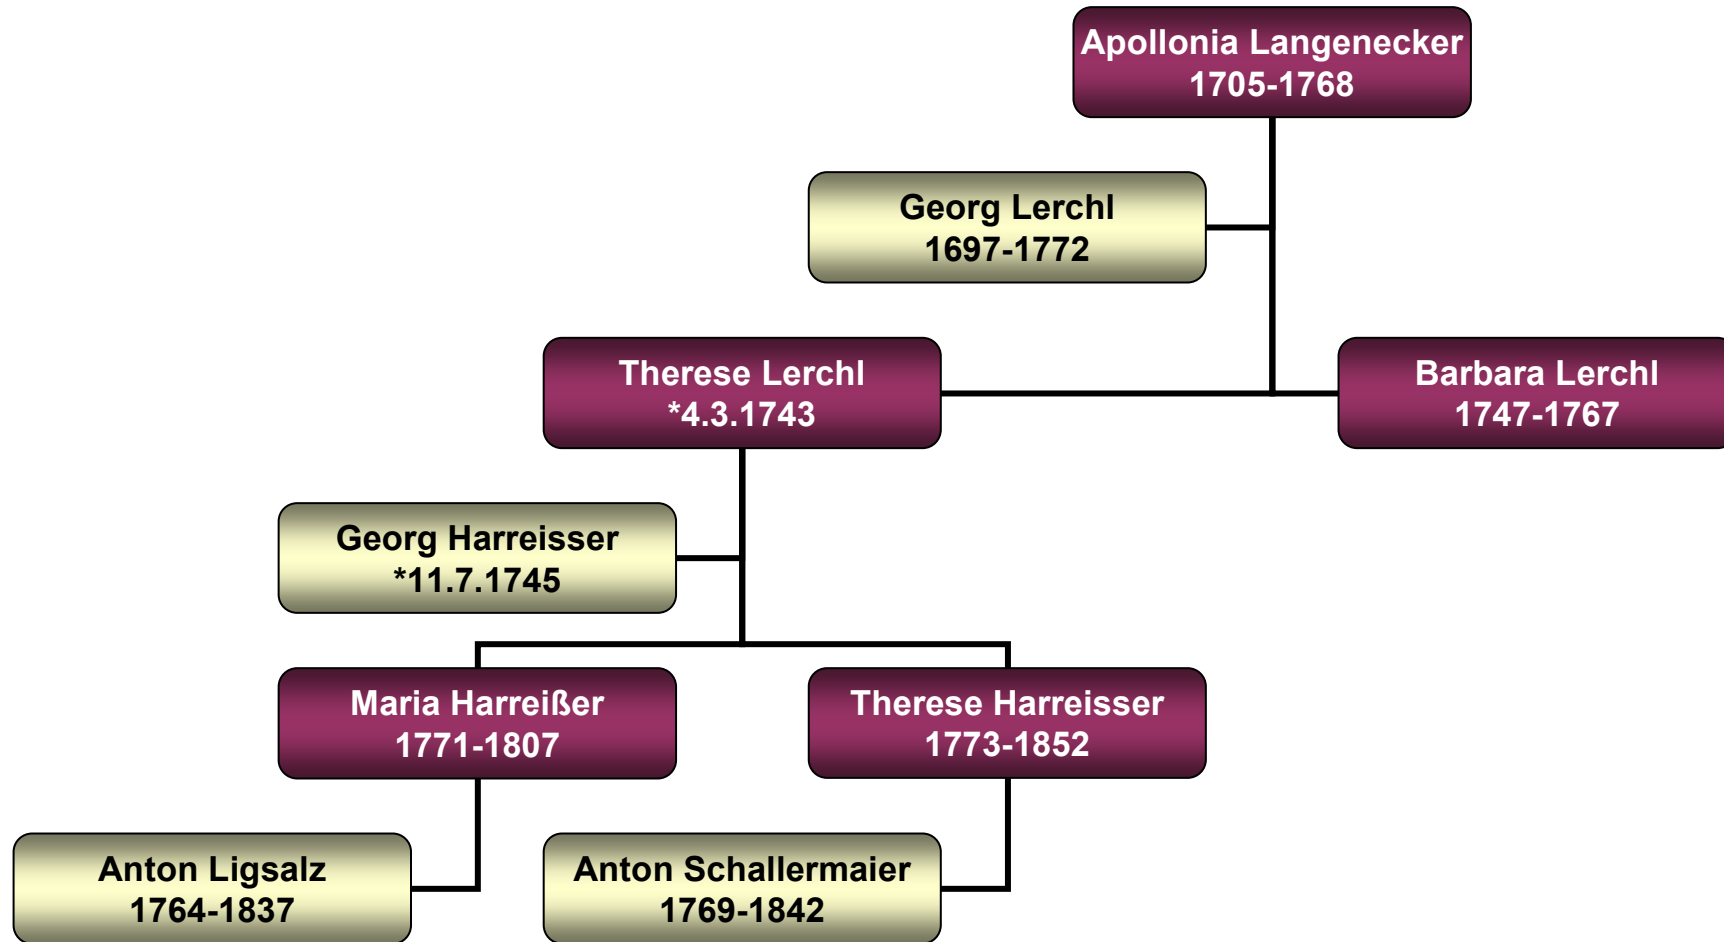 Apollonia Langenecker
1705-1768
Georg Lerchl
1697-1772
Therese Lerchl
*4.3.1743
Barbara Lerchl
1747-1767
Georg Harreisser
*11.7.1745
Maria Harreißer
1771-1807
Therese Harreisser
1773-1852
Anton Ligsalz
1764-1837
Anton Schallermaier
1769-1842